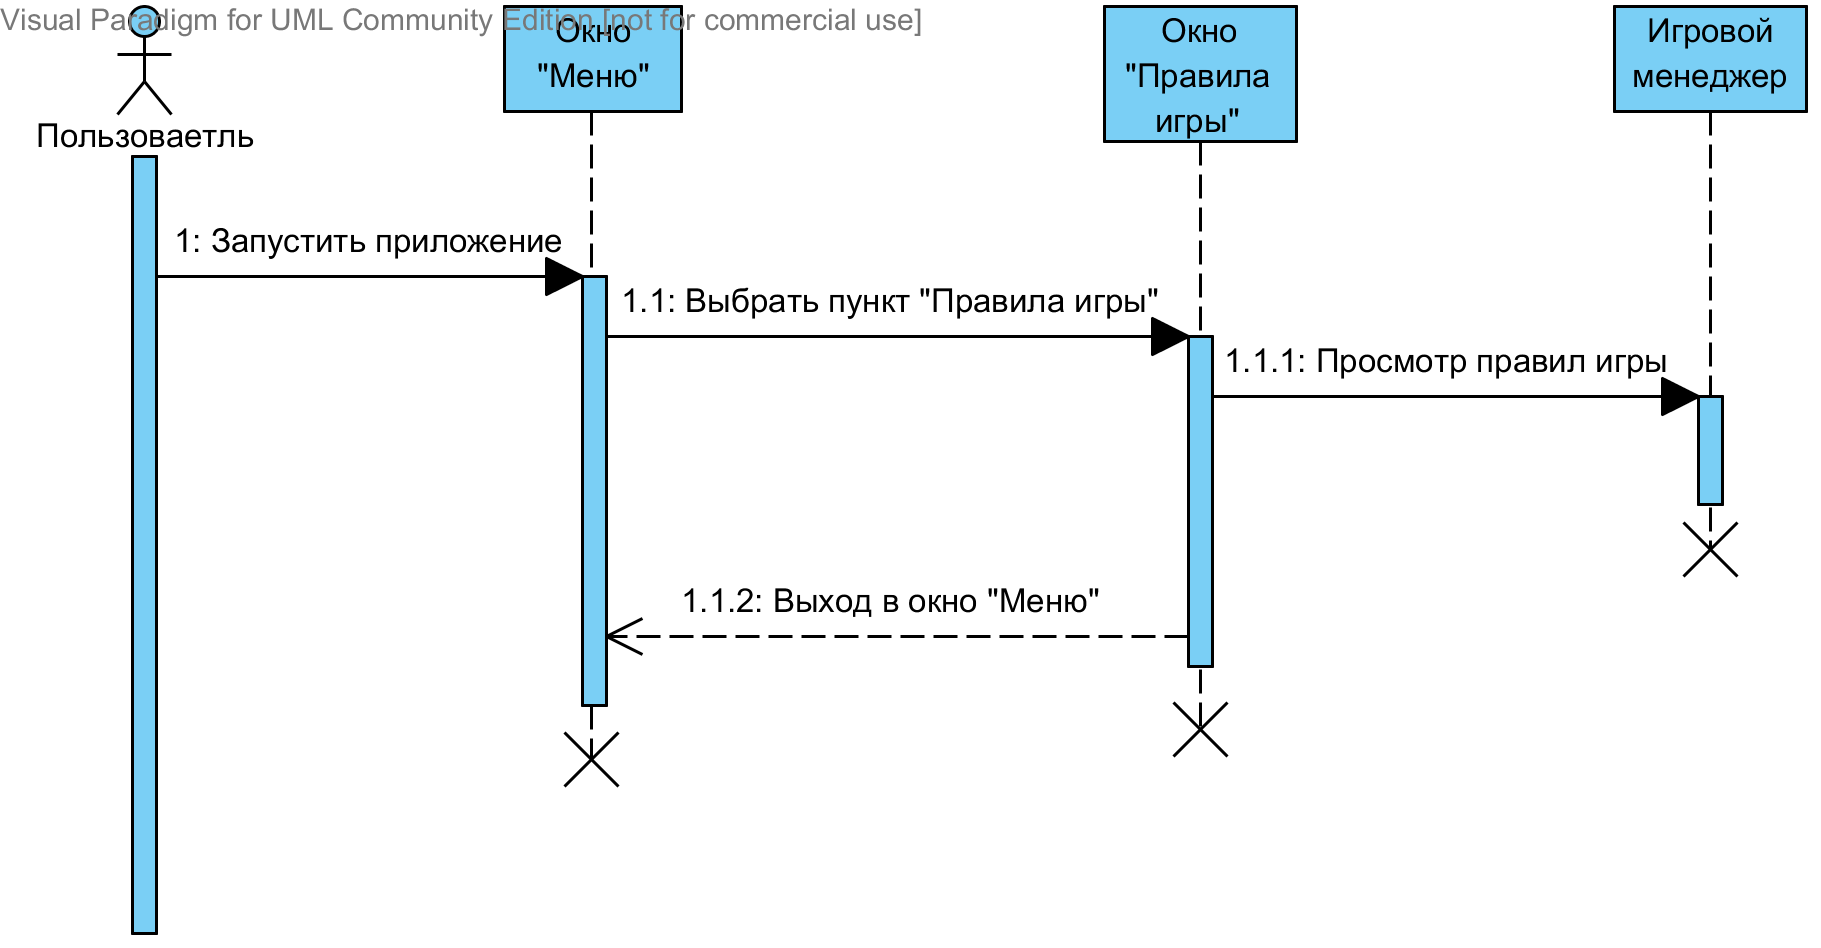 Visual Paradigm for UML Community Edition [not for commercial use]
Окно
"Меню"
Окно
"Правила
игры"
Игровой
менеджер
Пользоваетль
1: Запустить приложение
1.1: Выбрать пункт "Правила игры"
1.1.1: Просмотр правил игры
1.1.2: Выход в окно "Меню"